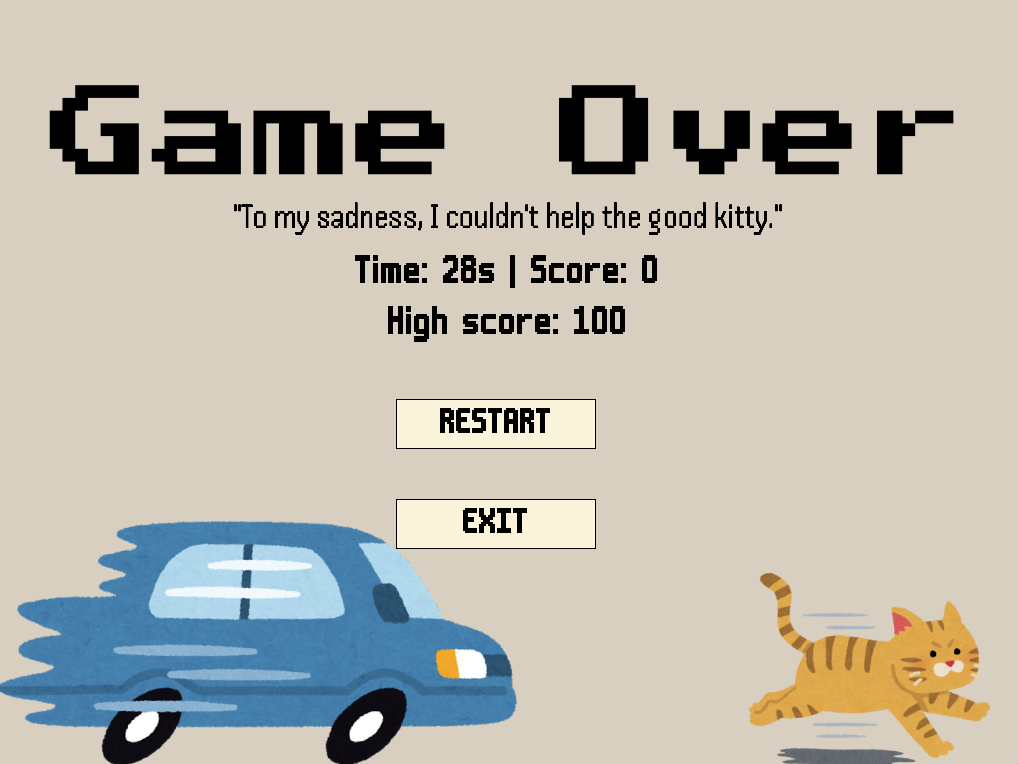 Game Over
"To my sadness, I couldn't help the good kitty."
Time: 28s | Score: 0
High score: 100
RESTART
EXIT